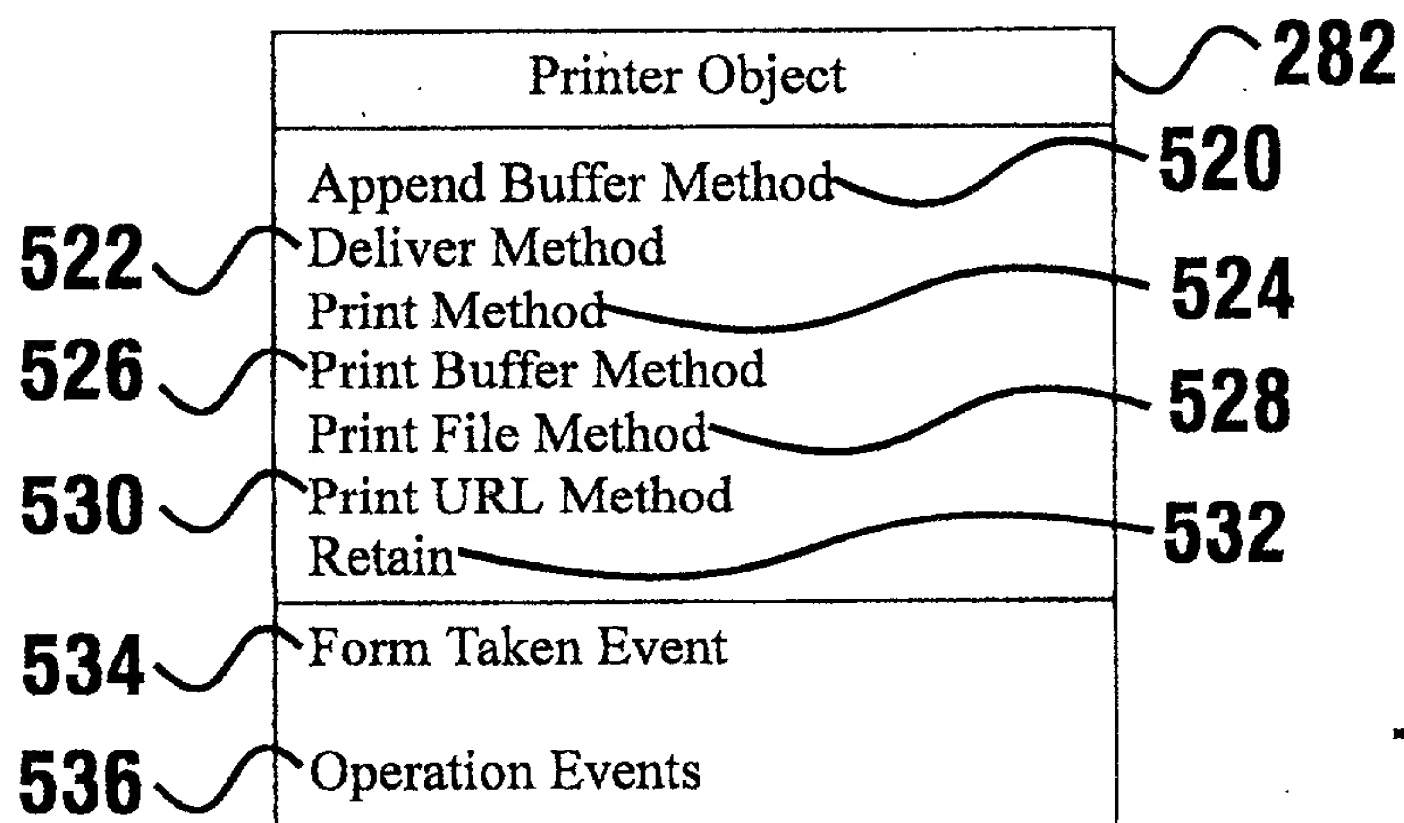 Printer Object 282
Append Buffer Method 520
522 Deliver Method
Print Method 524
526 Print Buffer Method
Print File Method 528
530 Print URL Method
Retain 532
534 Form Taken Event
536 Operation Events